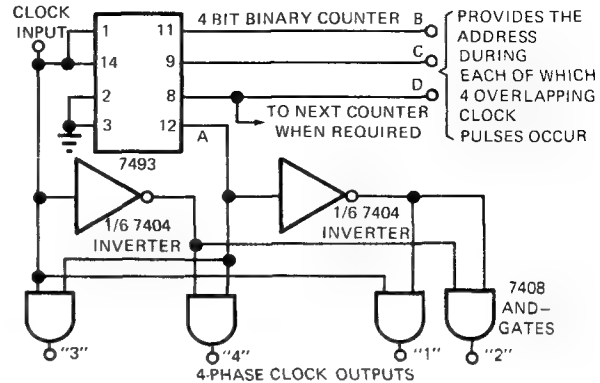 CLOCK
INPUT
4 BIT BINARY COUNTER
B
C
D
PROVIDES THE
ADDRESS
DURING
EACH OF WHICH
4 OVERLAPPING
CLOCK
PULSES OCCUR
1
14
2
3
11
9
8
12
A
TO NEXT COUNTER
WHEN REQUIRED
7493
1/6 7404
INVERTER
1/6 7404
INVERTER
7408
AND-
GATES
"3"
"4"
"1"
"2"
4-PHASE CLOCK OUTPUTS